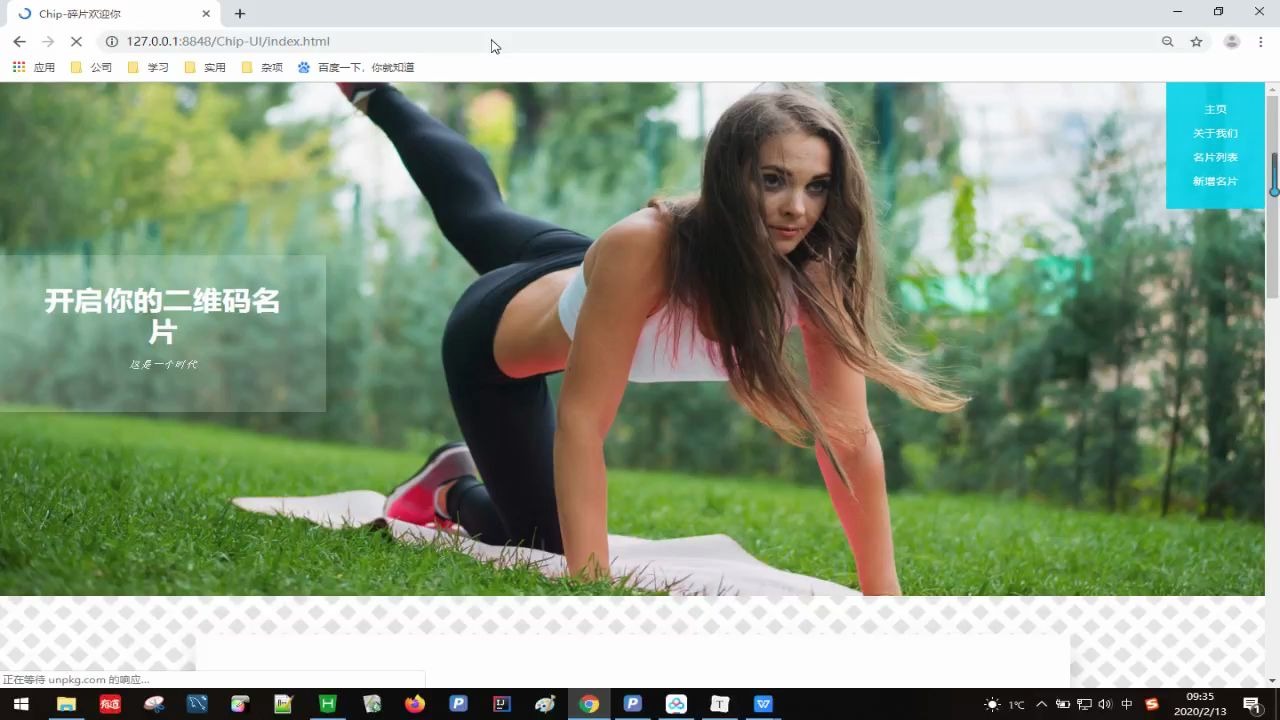 Chip-碎片欢迎你
127.0.0.1:8848/Chip-UI/index.html
应用
公司
学习
实用
杂项
百度一下，你就知道
主页
关于我们
名片列表
新增名片
开启你的二维码名
片
这是一个时代
正在等待 unpkg.com 的响应...
有道
H
P
IJ
P
T
W
1°C
中
S
09:35
2020/2/13
1